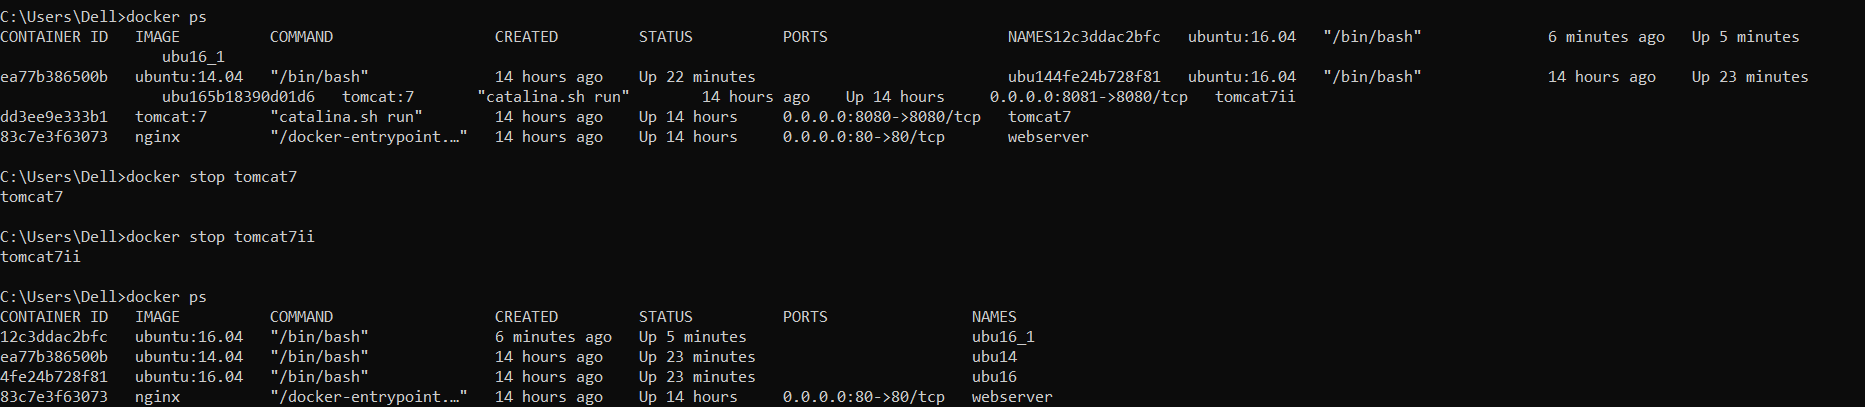 C:\Users\Dell>docker ps
CONTAINER ID   IMAGE          COMMAND                  CREATED         STATUS          PORTS                    NAMES12c3ddac2bfc   ubuntu:16.04   "/bin/bash"              6 minutes ago   Up 5 minutes
                  ubu16_1
ea77b386500b   ubuntu:14.04   "/bin/bash"              14 hours ago    Up 22 minutes                            ubu144fe24b728f81   ubuntu:16.04   "/bin/bash"              14 hours ago    Up 23 minutes
                  ubu165b18390d01d6   tomcat:7       "catalina.sh run"        14 hours ago    Up 14 hours     0.0.0.0:8081->8080/tcp   tomcat7ii
dd3ee9e333b1   tomcat:7       "catalina.sh run"        14 hours ago    Up 14 hours     0.0.0.0:8080->8080/tcp   tomcat7
83c7e3f63073   nginx          "/docker-entrypoint.…"   14 hours ago    Up 14 hours     0.0.0.0:80->80/tcp       webserver
C:\Users\Dell>docker stop tomcat7
tomcat7
C:\Users\Dell>docker stop tomcat7ii
tomcat7ii
C:\Users\Dell>docker ps
CONTAINER ID   IMAGE          COMMAND                  CREATED         STATUS          PORTS                NAMES
12c3ddac2bfc   ubuntu:16.04   "/bin/bash"              6 minutes ago   Up 5 minutes                         ubu16_1
ea77b386500b   ubuntu:14.04   "/bin/bash"              14 hours ago    Up 23 minutes                        ubu14
4fe24b728f81   ubuntu:16.04   "/bin/bash"              14 hours ago    Up 23 minutes                        ubu16
83c7e3f63073   nginx          "/docker-entrypoint.…"   14 hours ago    Up 14 hours     0.0.0.0:80->80/tcp   webserver